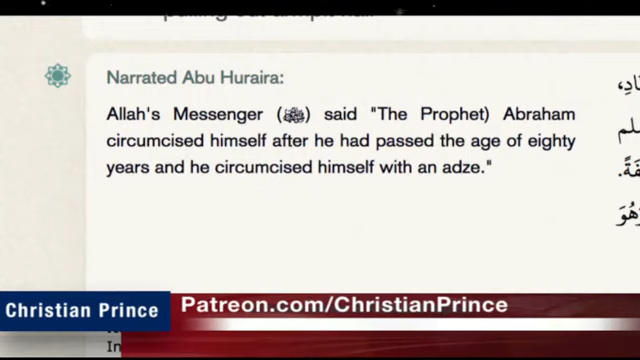 Narrated Abu Huraira:
Allah's Messenger (ﷺ) said "The Prophet) Abraham
circumcised himself after he had passed the age of eighty
years and he circumcised himself with an adze."
Christian Prince
Patreon.com/ChristianPrince
In